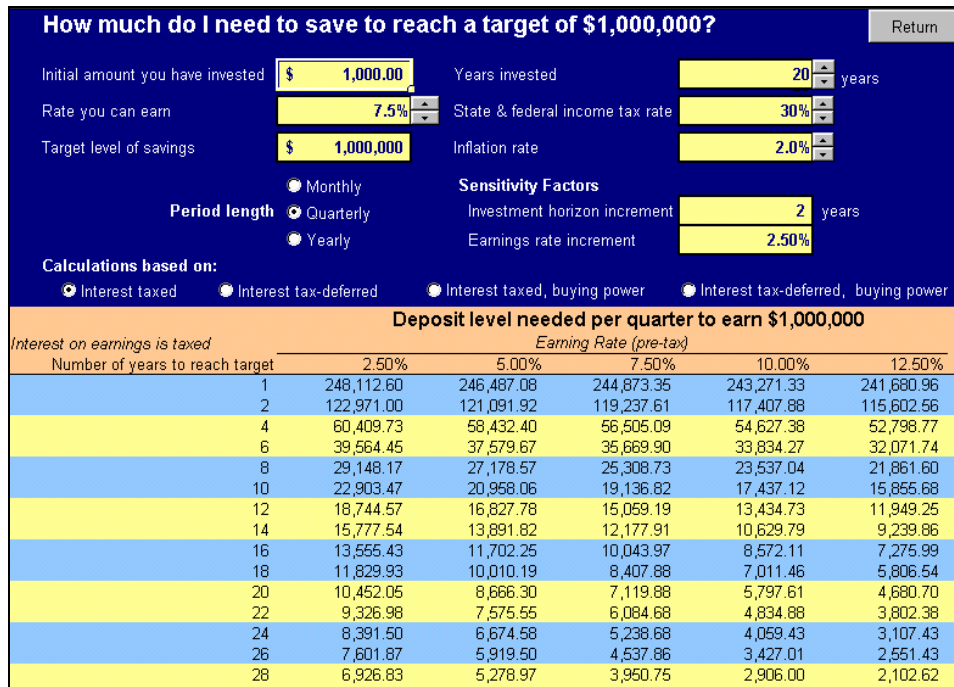 How much do I need to save to reach a target of $1,000,000? Return
Initial amount you have invested $ 1,000.00 Years invested 20 years
Rate you can earn 7.5% State & federal income tax rate 30%
Target level of savings $ 1,000,000 Inflation rate 2.0%
Monthly Sensitivity Factors
Period length Quarterly Investment horizon increment 2 years
Yearly Earnings rate increment 2.50%
Calculations based on:
Interest taxed Interest tax-deferred Interest taxed, buying power Interest tax-deferred, buying power
Deposit level needed per quarter to earn $1,000,000
Interest on earnings is taxed Earning Rate (pre-tax)
Number of years to reach target 2.50% 5.00% 7.50% 10.00% 12.50%
1 248,112.60 246,487.08 244,873.35 243,271.33 241,680.96
2 122,971.00 121,091.92 119,237.61 117,407.88 115,602.56
4 60,409.73 58,432.40 56,505.09 54,627.38 52,798.77
6 39,564.45 37,579.67 35,669.90 33,834.27 32,071.74
8 29,148.17 27,178.57 25,308.73 23,537.04 21,861.60
10 22,903.47 20,958.06 19,136.82 17,437.12 15,855.68
12 18,744.57 16,827.78 15,059.19 13,434.73 11,949.25
14 15,777.54 13,891.82 12,177.91 10,629.79 9,239.86
16 13,555.43 11,702.25 10,043.97 8,572.11 7,275.99
18 11,829.93 10,010.19 8,407.88 7,011.46 5,806.54
20 10,452.05 8,666.30 7,119.88 5,797.61 4,680.70
22 9,326.98 7,575.55 6,084.68 4,834.88 3,802.38
24 8,391.50 6,674.58 5,238.68 4,059.43 3,107.43
26 7,601.87 5,919.50 4,537.86 3,427.01 2,551.43
28 6,926.83 5,278.97 3,950.75 2,906.00 2,102.62